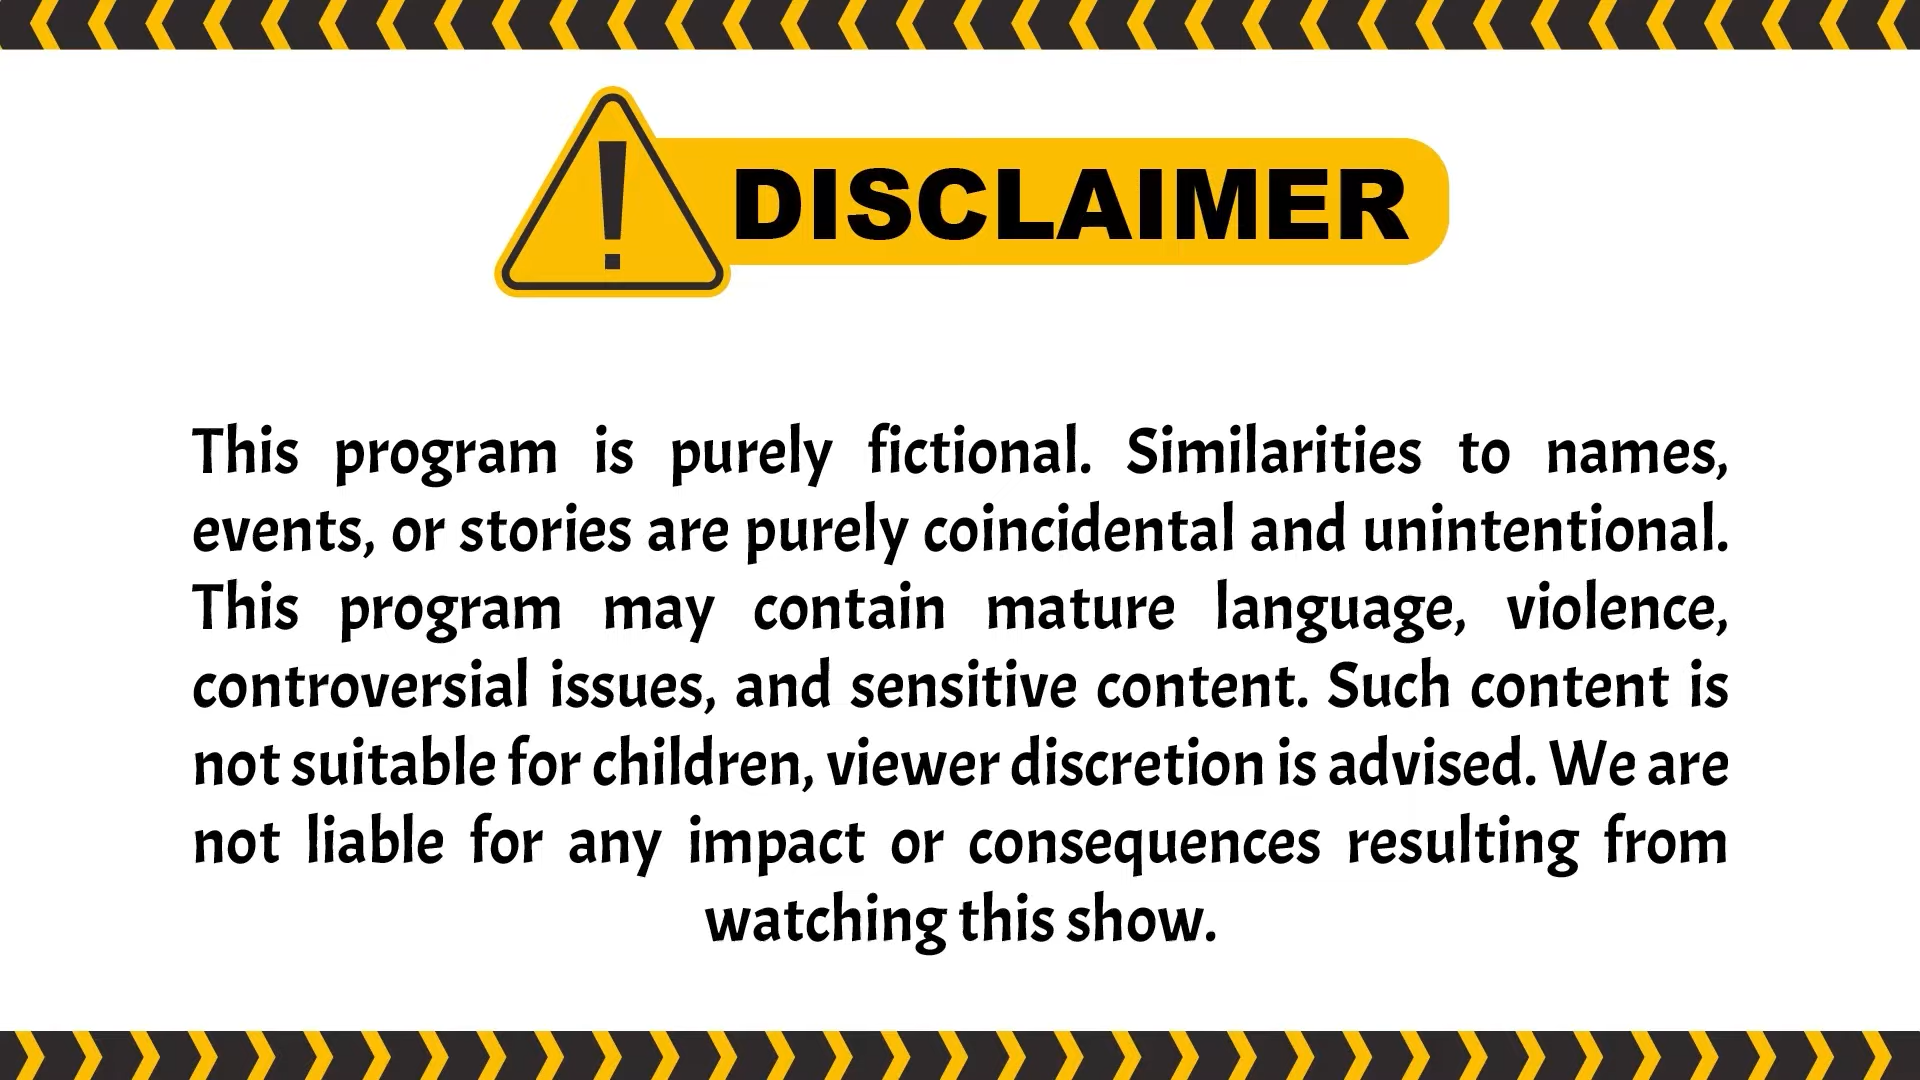 DISCLAIMER
This program is purely fictional. Similarities to names,
events, or stories are purely coincidental and unintentional.
This program may contain mature language, violence,
controversial issues, and sensitive content. Such content is
not suitable for children, viewer discretion is advised. We are
not liable for any impact or consequences resulting from
watching this show.